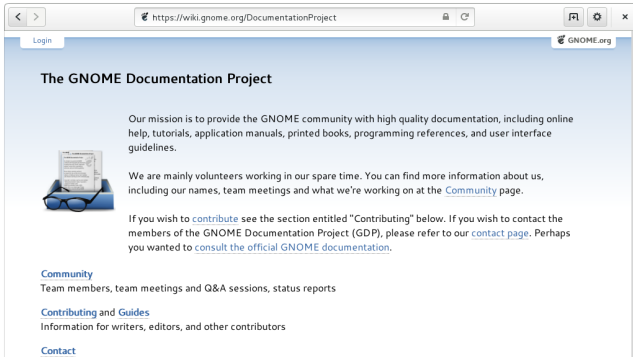 https://wiki.gnome.org/DocumentationProject
Login
GNOME.org
The GNOME Documentation Project
Our mission is to provide the GNOME community with high quality documentation, including online
help, tutorials, application manuals, printed books, programming references, and user interface
guidelines.
We are mainly volunteers working in our spare time. You can find more information about us,
including our names, team meetings and what we're working on at the Community page.
If you wish to contribute see the section entitled "Contributing" below. If you wish to contact the
members of the GNOME Documentation Project (GDP), please refer to our contact page. Perhaps
you wanted to consult the official GNOME documentation.
Community
Team members, team meetings and Q&A sessions, status reports
Contributing and Guides
Information for writers, editors, and other contributors
Contact